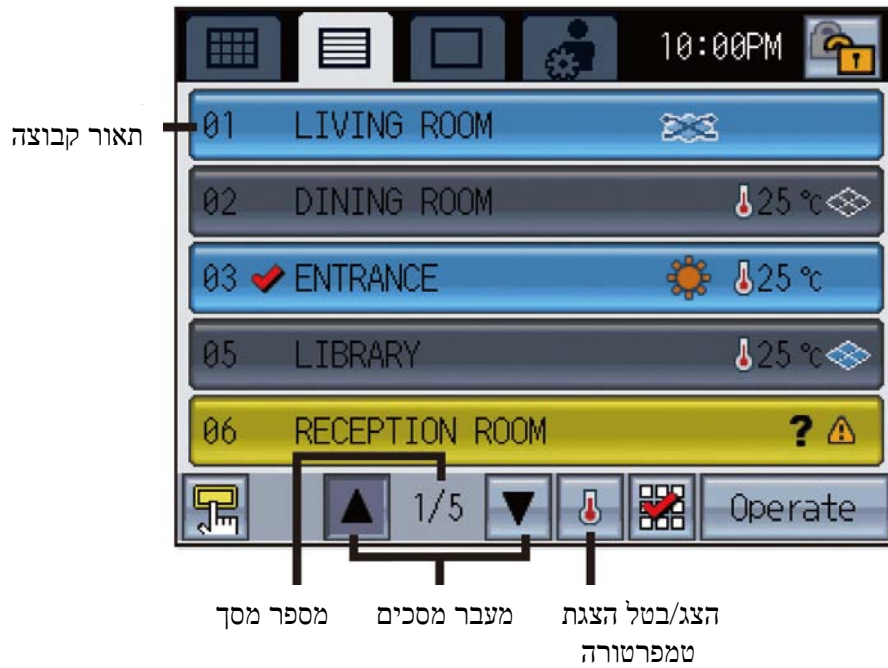 10:00PM
תאור קבוצה
01 LIVING ROOM
02 DINING ROOM 25 °c
03 ENTRANCE 25 °c
05 LIBRARY 25 °c
06 RECEPTION ROOM ?
1/5 Operate
מספר מסך
מעבר מסכים
הצג/בטל הצגת
טמפרטורה